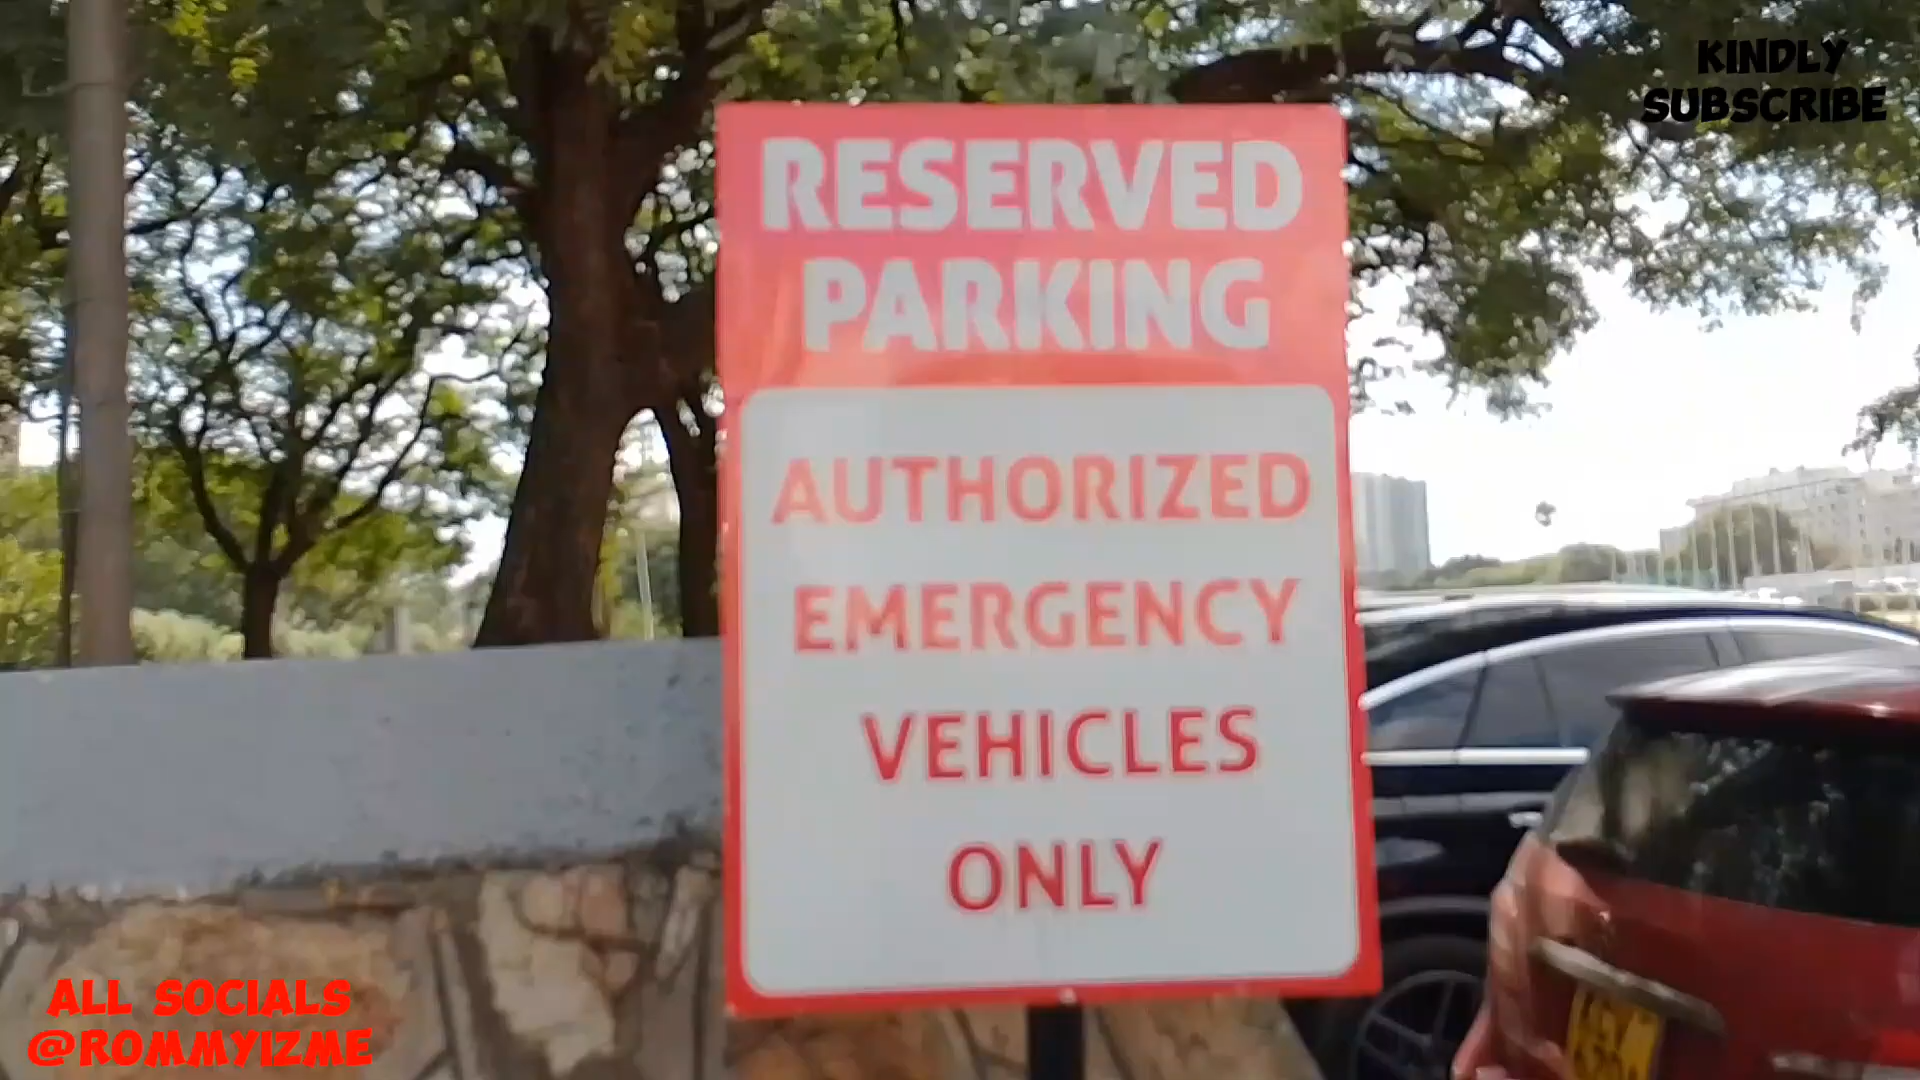 KINDLY
SUBSCRIBE
RESERVED
PARKING
AUTHORIZED
EMERGENCY
VEHICLES
ONLY
ALL SOCIALS
@ROMMYIZME